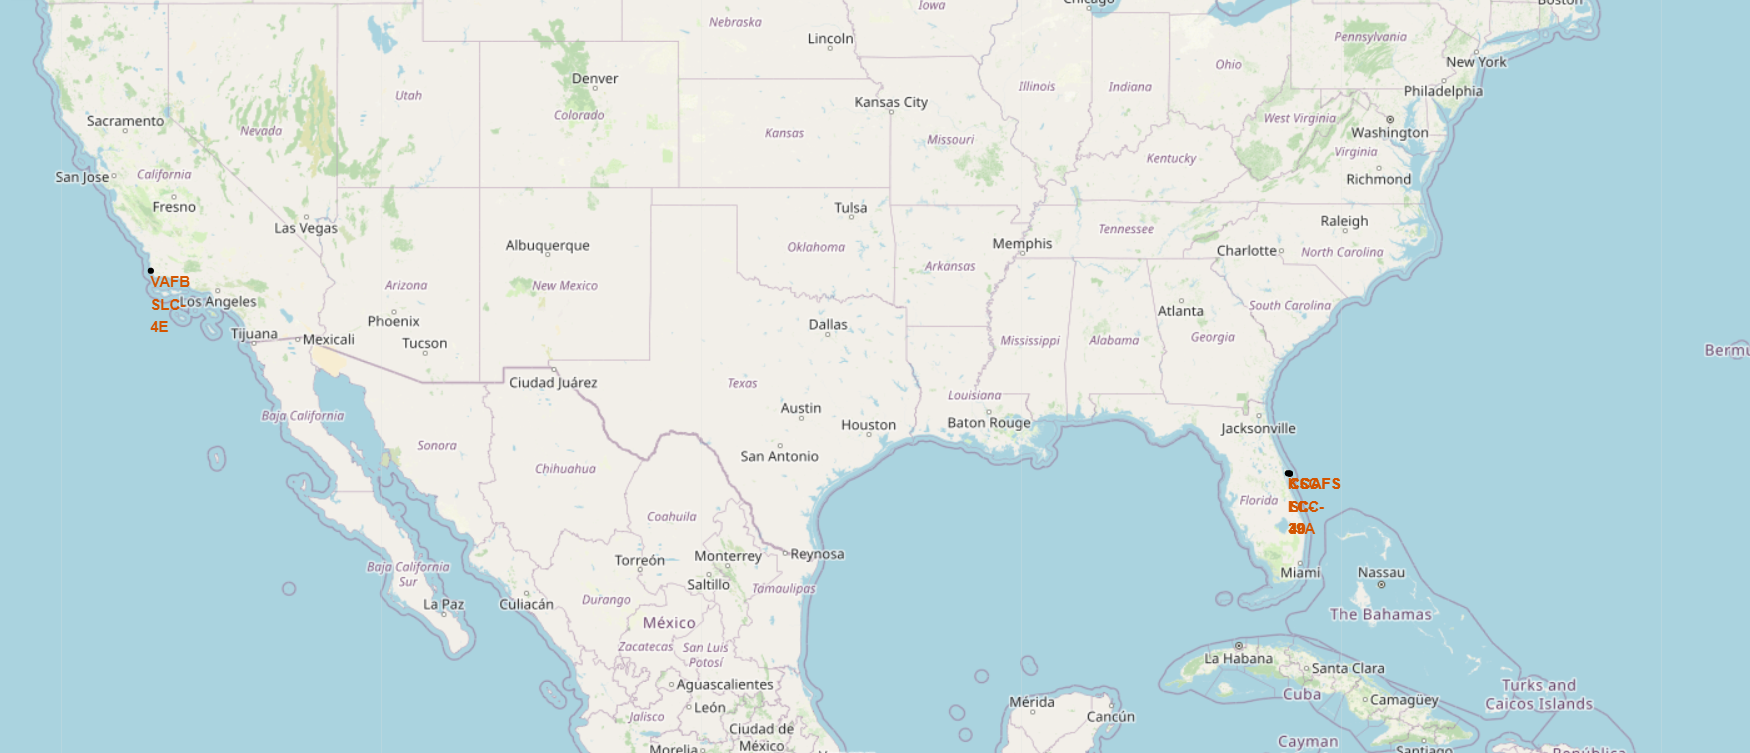 Iowa
Chicago
Boston
Nebraska
Lincoln
Pennsylvania
New York
Denver
Ohio
Utah
Illinois
Indiana
Philadelphia
Kansas City
Colorado
Sacramento
West Virginia
Nevada
Kansas
Missouri
Washington
Kentucky
Virginia
San Jose
California
Richmond
Fresno
Tulsa
Las Vegas
Raleigh
Tennessee
Albuquerque
Oklahoma
Memphis
Charlotte
North Carolina
Arkansas
VAFB
Arizona
New Mexico
SLC-
Los Angeles
South Carolina
Atlanta
4E
Phoenix
Dallas
Tijuana
Mexicali
Tucson
Mississippi
Alabama
Georgia
Bermu
Ciudad Juárez
Texas
Louisiana
Baja California
Austin
Houston
Baton Rouge
Jacksonville
Sonora
San Antonio
Chihuahua
Florida
Coahuila
Torreón
Monterrey
Reynosa
Baja California
Sur
Saltillo
Tamaulipas
Miami
Nassau
La Paz
Culiacán
Durango
The Bahamas
México
Zacatecas
San Luis
Potosí
La Habana
Santa Clara
Aguascalientes
Cuba
Camagüey
Turks and
Caicos Islands
León
Mérida
Cancún
Jalisco
Ciudad de
México
Morelia
Cayman
Santiago
República